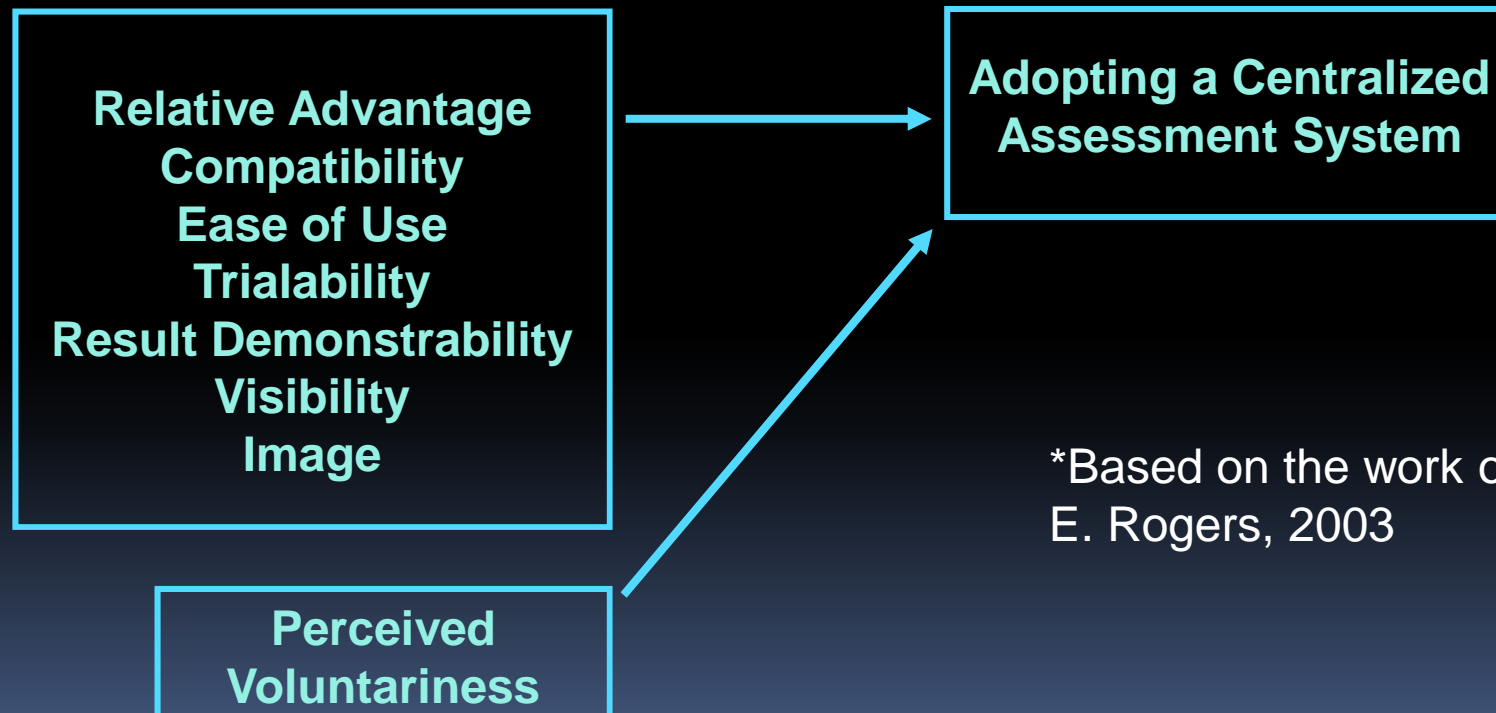 Relative Advantage
Compatibility
Ease of Use
Trialability
Result Demonstrability
Visibility
Image
Adopting a Centralized
Assessment System
*Based on the work
E. Rogers, 2003
Perceived
Voluntariness